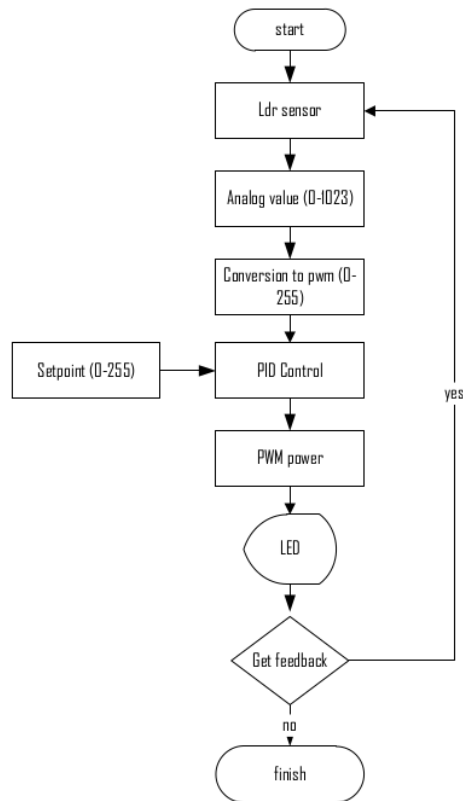 start
Ldr sensor
Analog value (0-1023)
Conversion to pwm (0-
255)
Setpoint (0-255)
PID Control
yes
PWM power
LED
Get feedback
no
finish